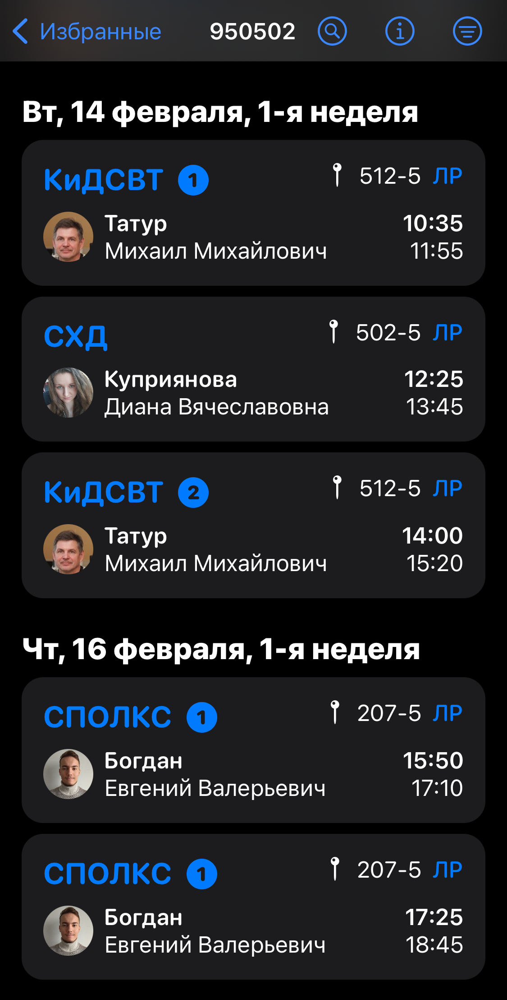 Избранные 950502
Вт, 14 февраля, 1-я неделя
КиДСВТ 1 512-5 ЛР
Татур 10:35
Михаил Михайлович 11:55
СХД 502-5 ЛР
Куприянова 12:25
Диана Вячеславовна 13:45
КиДСВТ 2 512-5 ЛР
Татур 14:00
Михаил Михайлович 15:20
Чт, 16 февраля, 1-я неделя
СПОЛКС 1 207-5 ЛР
Богдан 15:50
Евгений Валерьевич 17:10
СПОЛКС 1 207-5 ЛР
Богдан 17:25
Евгений Валерьевич 18:45